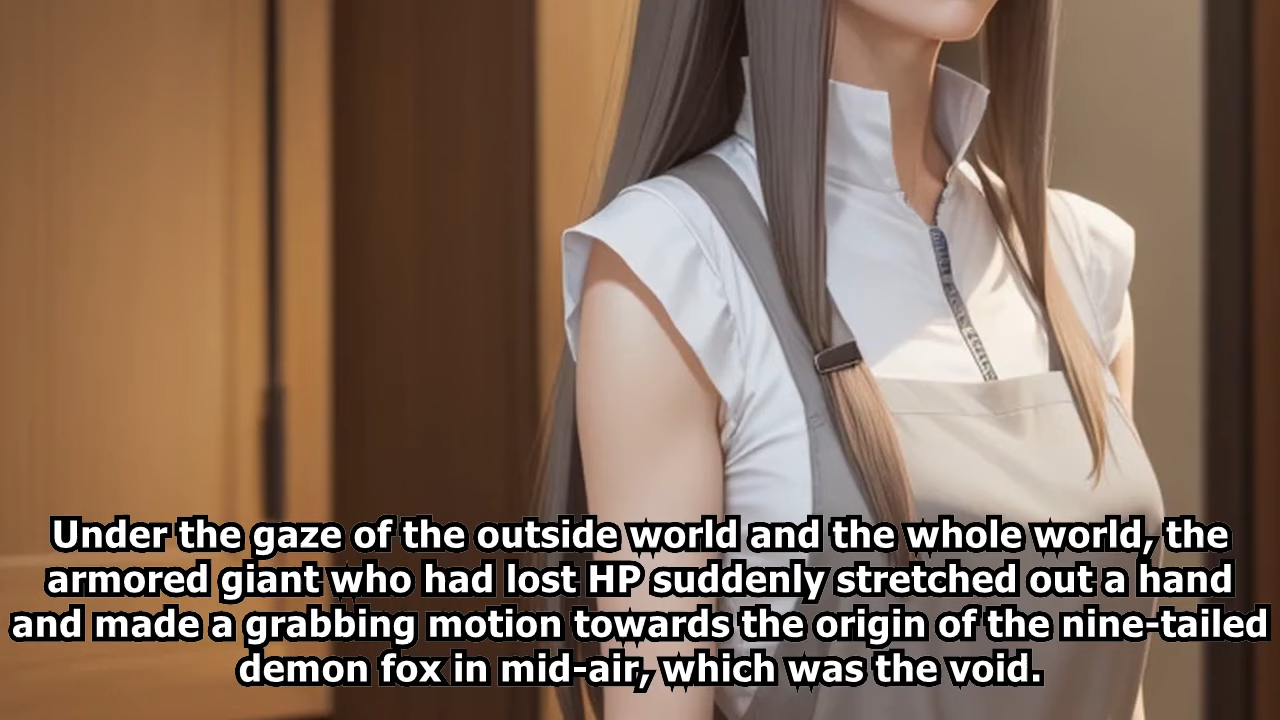 Under the gaze of the outside world and the whole world, the
armored giant who had lost HP suddenly stretched out a hand
and made a grabbing motion towards the origin of the nine-tailed
demon fox in mid-air, which was the void.